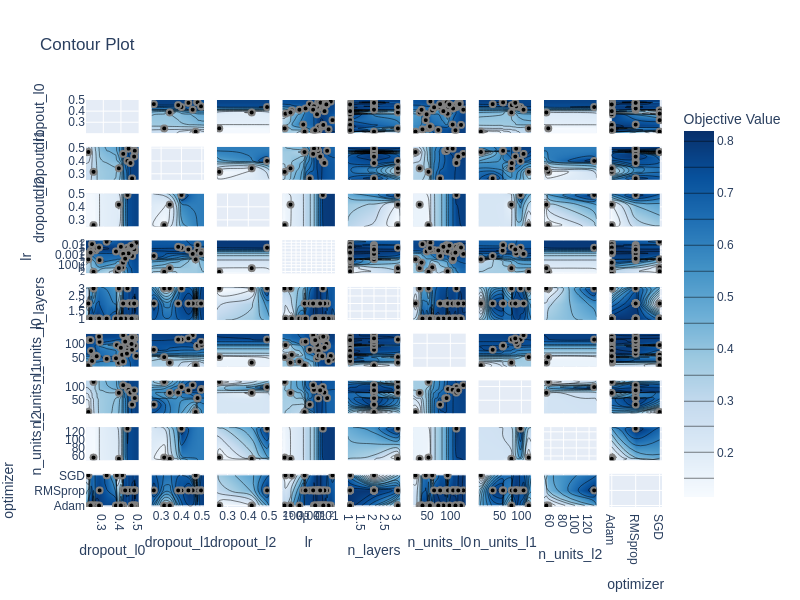 Contour Plot
Objective Value
dropout_l0
0.5
0.4
0.3
dropout_l1
0.5
0.4
0.3
dropout_l2
0.5
0.4
0.3
lr
0.01
0.001
n_layers
3
2.5
2
1.5
1
n_units_l0
100
50
n_units_l1
100
50
n_units_l2
120
100
80
60
optimizer
SGD
RMSprop
Adam
0.3 0.4 0.5
0.3 0.4 0.5
0.3 0.4 0.5
1 1.5 2 2.5 3
50 100
50 100
60 80 100 120
Adam RMSprop SGD
dropout_l0
dropout_l1
dropout_l2
lr
n_layers
n_units_l0
n_units_l1
n_units_l2
optimizer
0.8
0.7
0.6
0.5
0.4
0.3
0.2